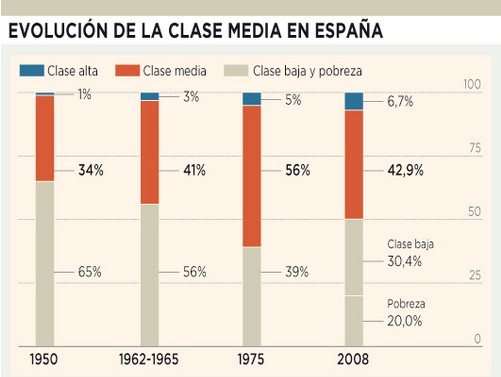 EVOLUCIÓN DE LA CLASE MEDIA EN ESPAÑA
Clase alta Clase media Clase baja y pobreza
100
1% 3% 5% 6,7%
75
34% 41% 56% 42,9%
50
Clase baja
65% 56% 39% 30,4%
25
Pobreza
20,0%
0
1950 1962-1965 1975 2008